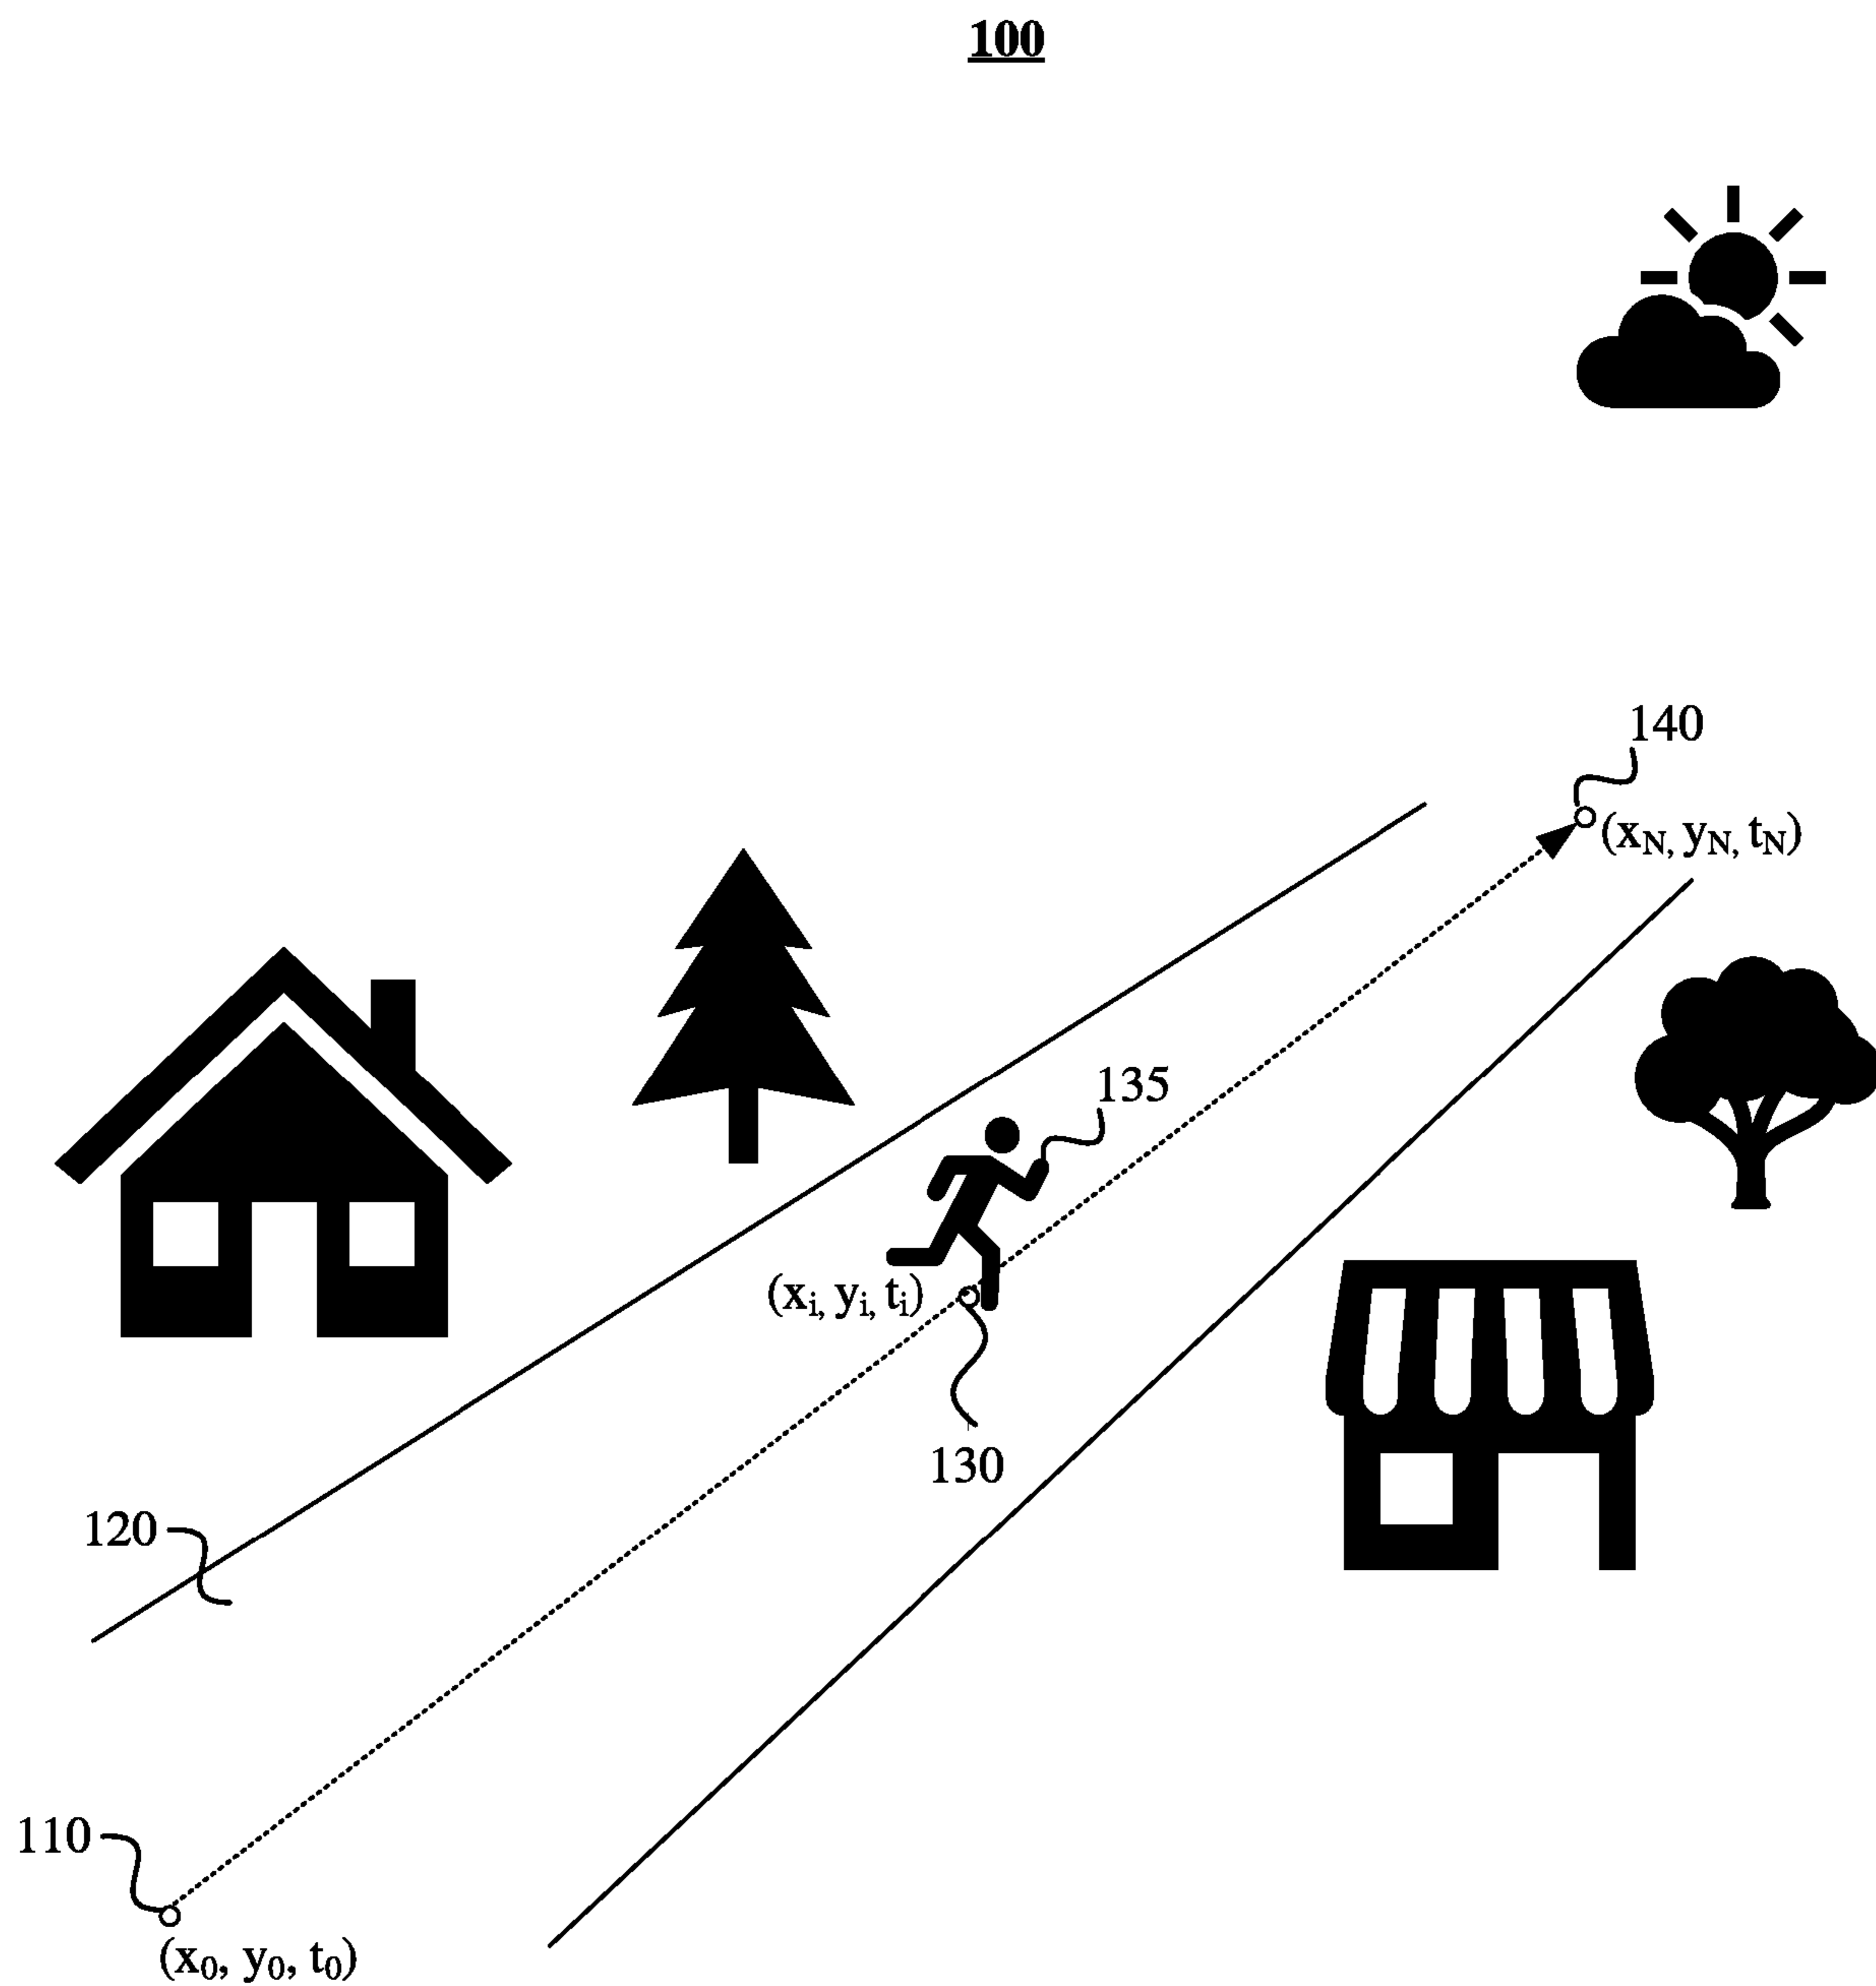 100
140
(xN, yN, tN)
135
(xi, yi, ti)
130
120
110
(x0, y0, t0)